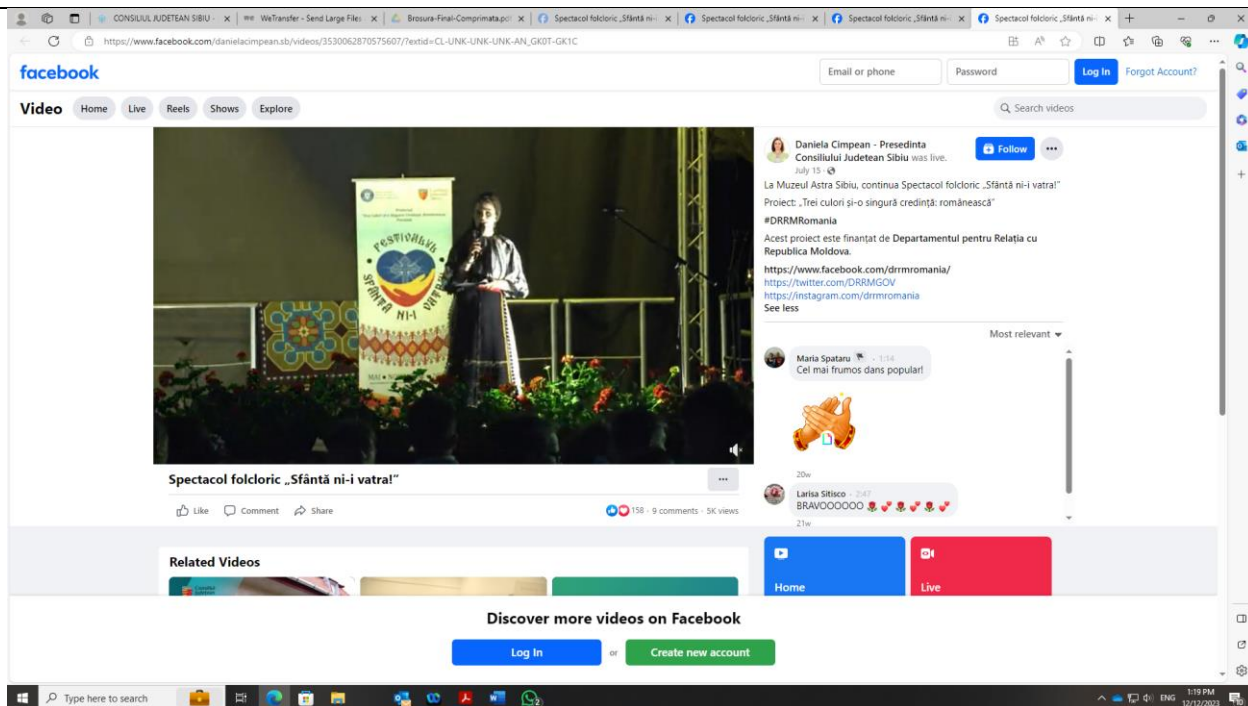 CONSILIUL JUDETEAN SIBIU -
WeTransfer - Send Large Files
Brosura-Final-Comprimata.pdf
Spectacol folcloric „Sfântă ni-i
Spectacol folcloric „Sfântă ni-i
Spectacol folcloric „Sfântă ni-i
Spectacol folcloric „Sfântă ni-i
https://www.facebook.com/danielacimpean.sb/videos/3530062870575607/?extid=CL-UNK-UNK-UNK-AN_GK0T-GK1C
facebook
Email or phone
Password
Log In
Forgot Account?
Video
Home
Live
Reels
Shows
Explore
Search videos
FESTIVALUL
SFÂNTĂ NI-I VATRA
Daniela Cimpean - Presedinta
Consiliului Judetean Sibiu was live.
July 15 ·
Follow
La Muzeul Astra Sibiu, continua Spectacol folcloric „Sfântă ni-i vatra!"
Proiect: „Trei culori și-o singură credință: românească"
#DRRMRomania
Acest proiect este finanțat de Departamentul pentru Relația cu
Republica Moldova.
https://www.facebook.com/drrmromania/
https://twitter.com/DRRMGOV
https://instagram.com/drrmromania
See less
Most relevant
Maria Spataru · 1:14
Cel mai frumos dans popular!
20w
Larisa Sitisco · 2:47
BRAVOOOOOO 🌹 💕 🌹 💕 🌹 💕
21w
Spectacol folcloric „Sfântă ni-i vatra!"
Like
Comment
Share
158 · 9 comments · 5K views
Related Videos
Home
Live
Discover more videos on Facebook
Log In
or
Create new account
Type here to search
ENG
1:19 PM
12/12/2023